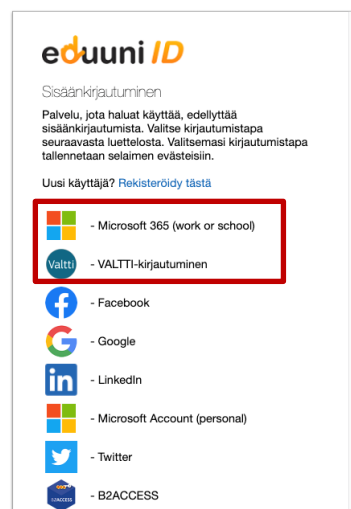 eduuni ID
Sisäänkirjautuminen
Palvelu, jota haluat käyttää, edellyttää
sisäänkirjautumista. Valitse kirjautumistapa
seuraavasta luettelosta. Valitsemasi kirjautumistapa
tallennetaan selaimen evästeisiin.
Uusi käyttäjä? Rekisteröidy tästä
- Microsoft 365 (work or school)
Valtti - VALTTI-kirjautuminen
- Facebook
- Google
in - LinkedIn
- Microsoft Account (personal)
- Twitter
B2ACCESS - B2ACCESS